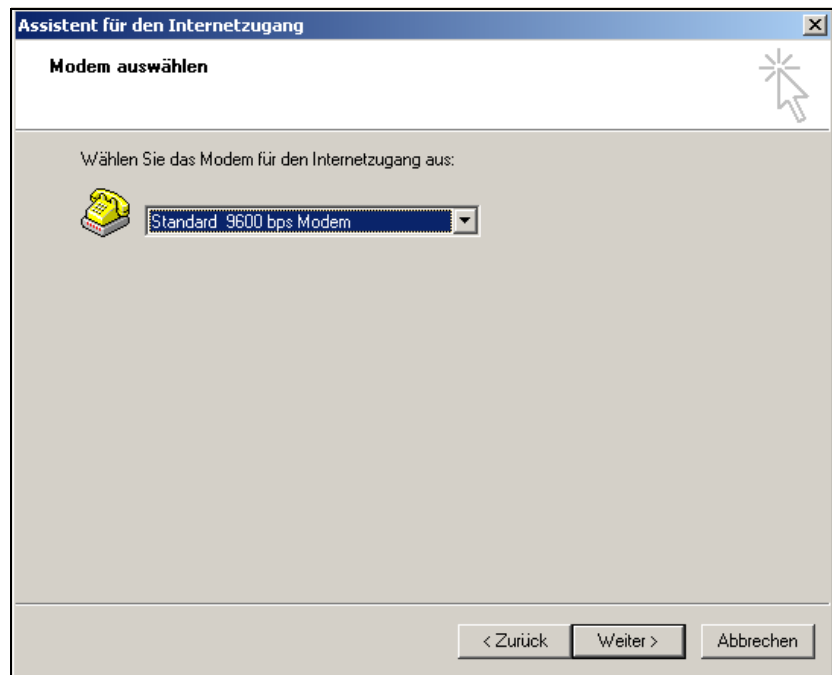 Assistent für den Internetzugang
Modem auswählen
Wählen Sie das Modem für den Internetzugang aus:
Standard 9600 bps Modem
< Zurück Weiter > Abbrechen